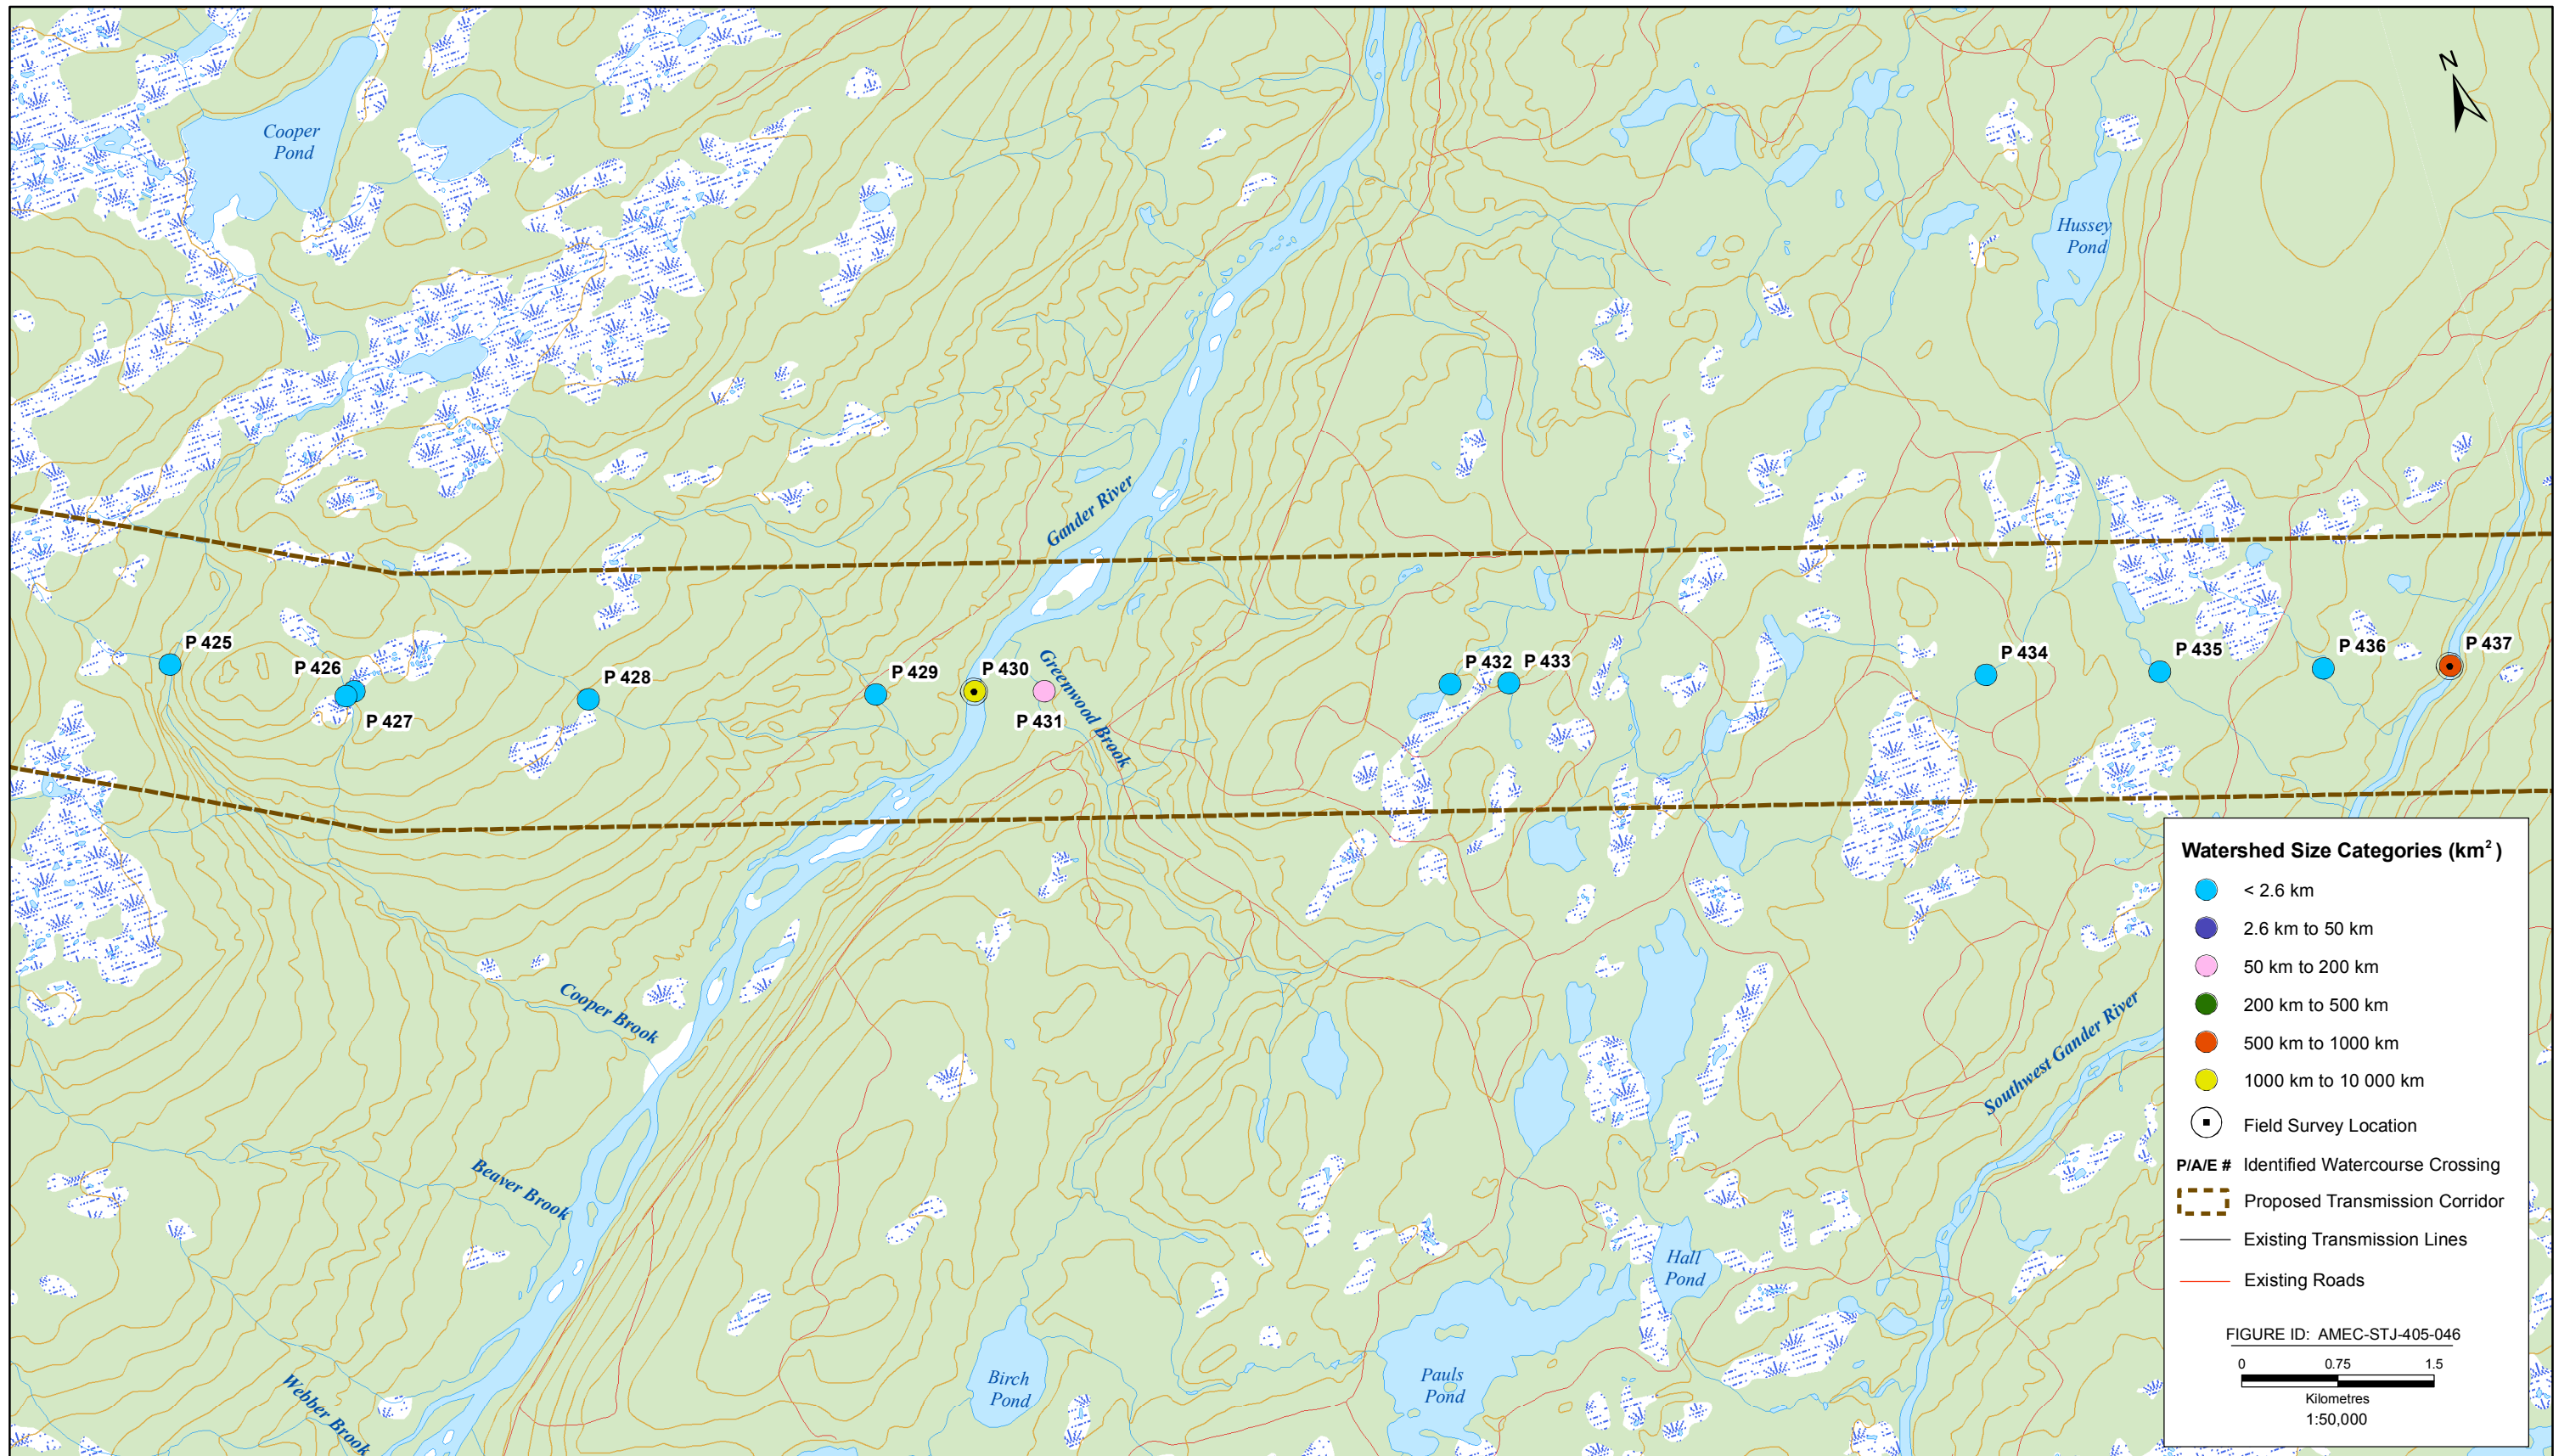 N
Cooper
Pond
Hussey
Pond
Gander River
P 425
P 426
P 427
P 428
P 429
P 430
P 431
Greenwood Brook
P 432
P 433
P 434
P 435
P 436
P 437
Cooper Brook
Beaver Brook
Webber Brook
Southwest Gander River
Hall
Pond
Birch
Pond
Pauls
Pond
Watershed Size Categories (km²)
< 2.6 km
2.6 km to 50 km
50 km to 200 km
200 km to 500 km
500 km to 1000 km
1000 km to 10 000 km
Field Survey Location
P/A/E # Identified Watercourse Crossing
Proposed Transmission Corridor
Existing Transmission Lines
Existing Roads
FIGURE ID: AMEC-STJ-405-046
0 0.75 1.5
Kilometres
1:50,000